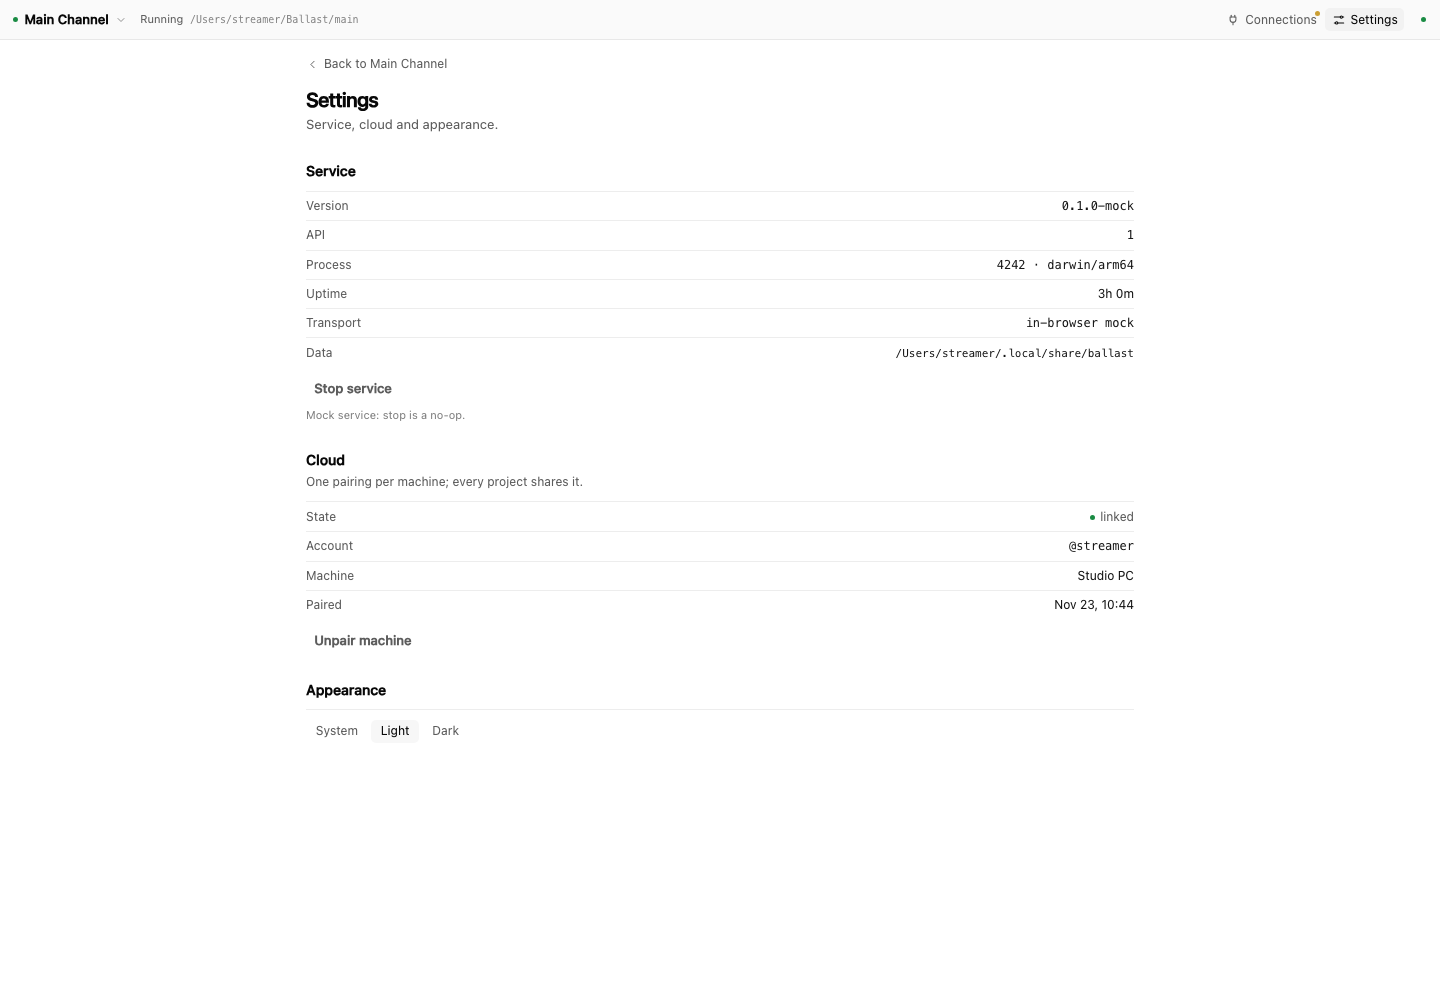 Main Channel Running /Users/streamer/Ballast/main Connections Settings
Back to Main Channel
Settings
Service, cloud and appearance.
Service
Version 0.1.0-mock
API 1
Process 4242 · darwin/arm64
Uptime 3h 0m
Transport in-browser mock
Data /Users/streamer/.local/share/ballast
Stop service
Mock service: stop is a no-op.
Cloud
One pairing per machine; every project shares it.
State linked
Account @streamer
Machine Studio PC
Paired Nov 23, 10:44
Unpair machine
Appearance
System Light Dark